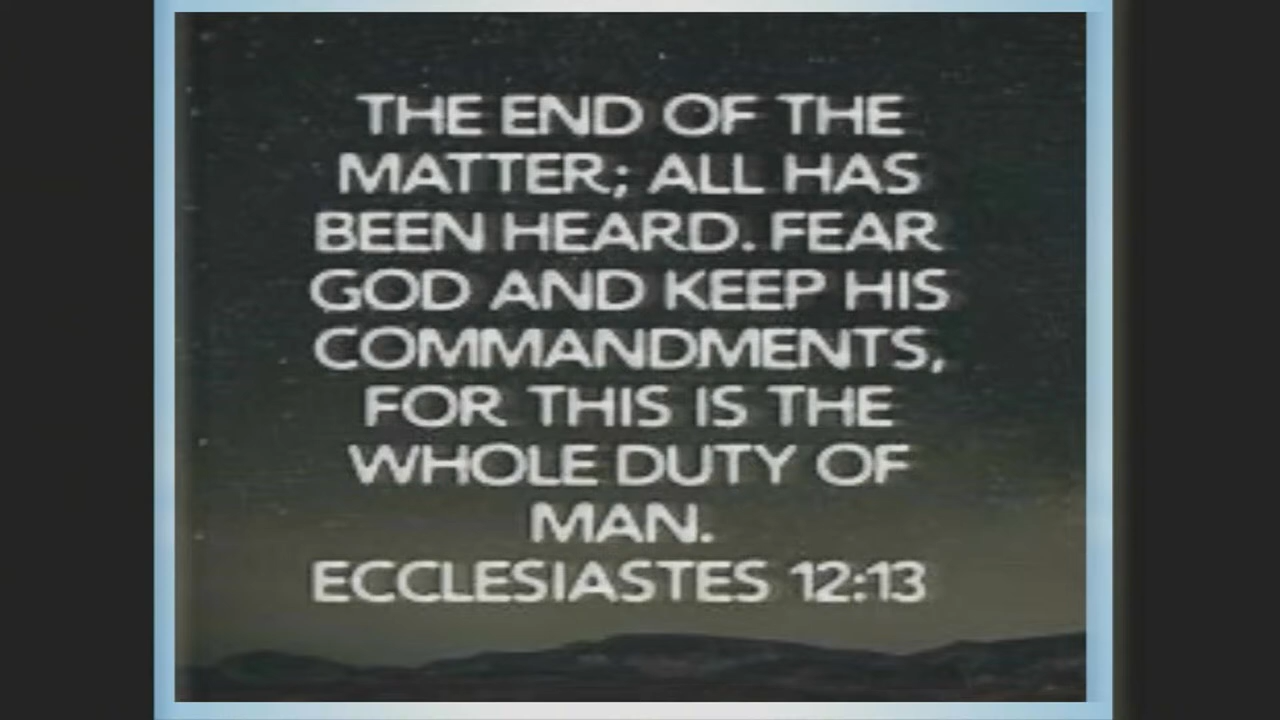 THE END OF THE
MATTER; ALL HAS
BEEN HEARD. FEAR
GOD AND KEEP HIS
COMMANDMENTS,
FOR THIS IS THE
WHOLE DUTY OF
MAN.
ECCLESIASTES 12:13